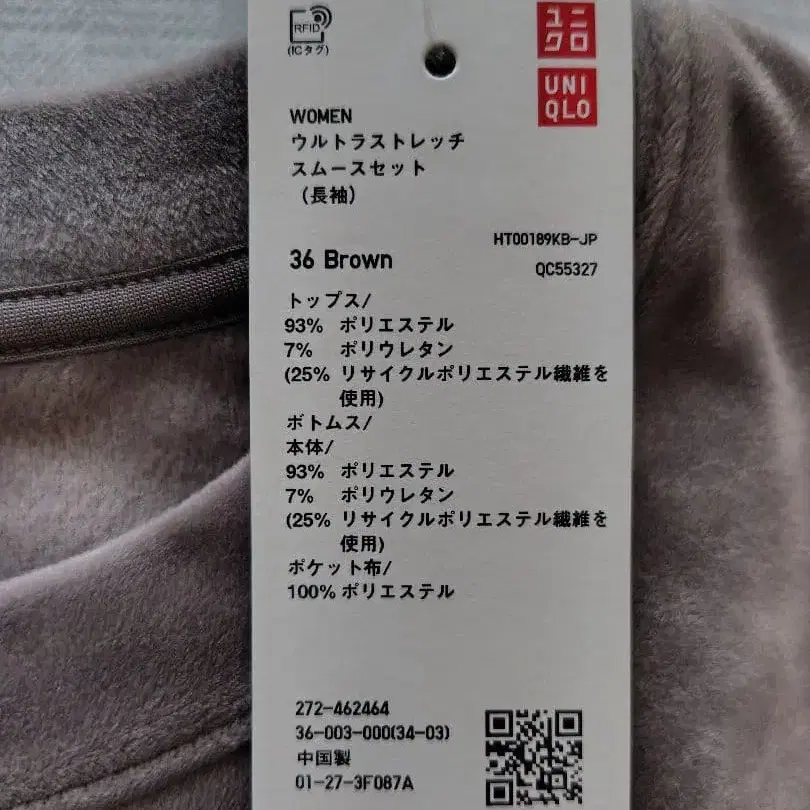 RFID
(ICタグ)
ユニ
クロ
UNI
QLO
WOMEN
ウルトラストレッチ
スムースセット
（長袖）
HT00189KB-JP
36 Brown
QC55327
トップス/
93% ポリエステル
7% ポリウレタン
(25% リサイクルポリエステル繊維を
使用)
ボトムス/
本体/
93% ポリエステル
7% ポリウレタン
(25% リサイクルポリエステル繊維を
使用)
ポケット布/
100% ポリエステル
272-462464
36-003-000(34-03)
中国製
01-27-3F087A